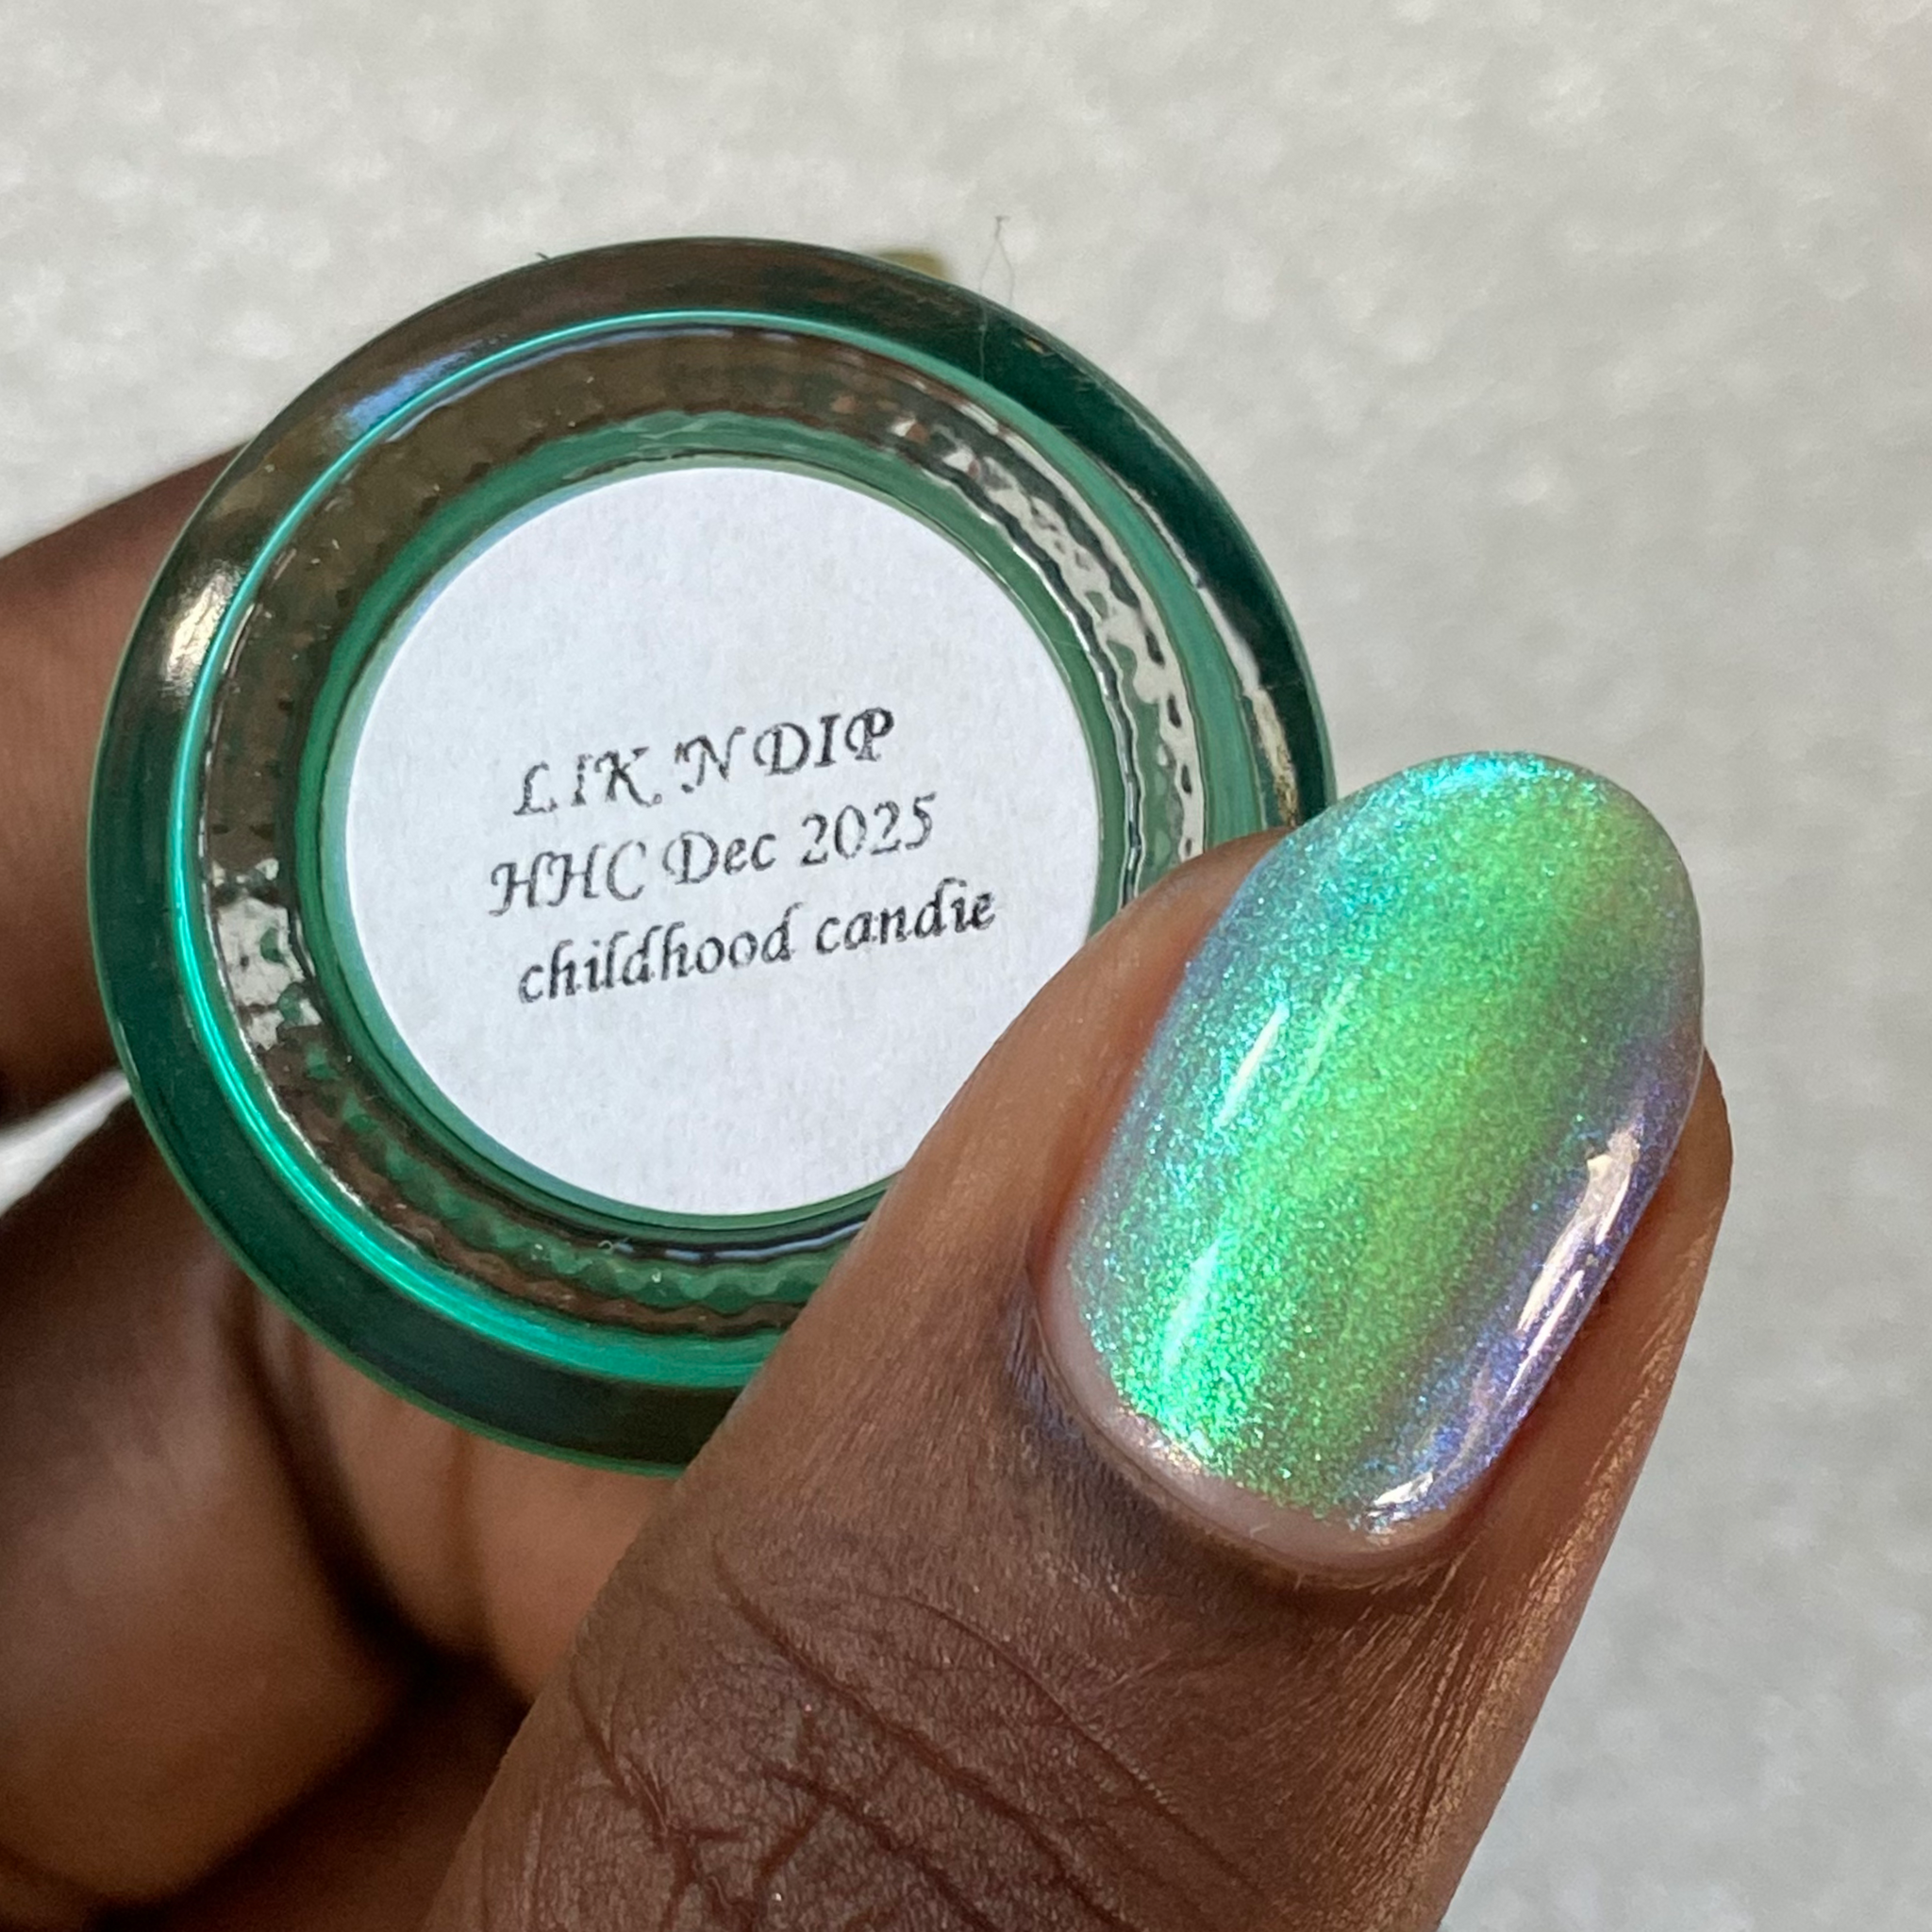 LIK 'N DIP
HHC Dec 2025
childhood candie